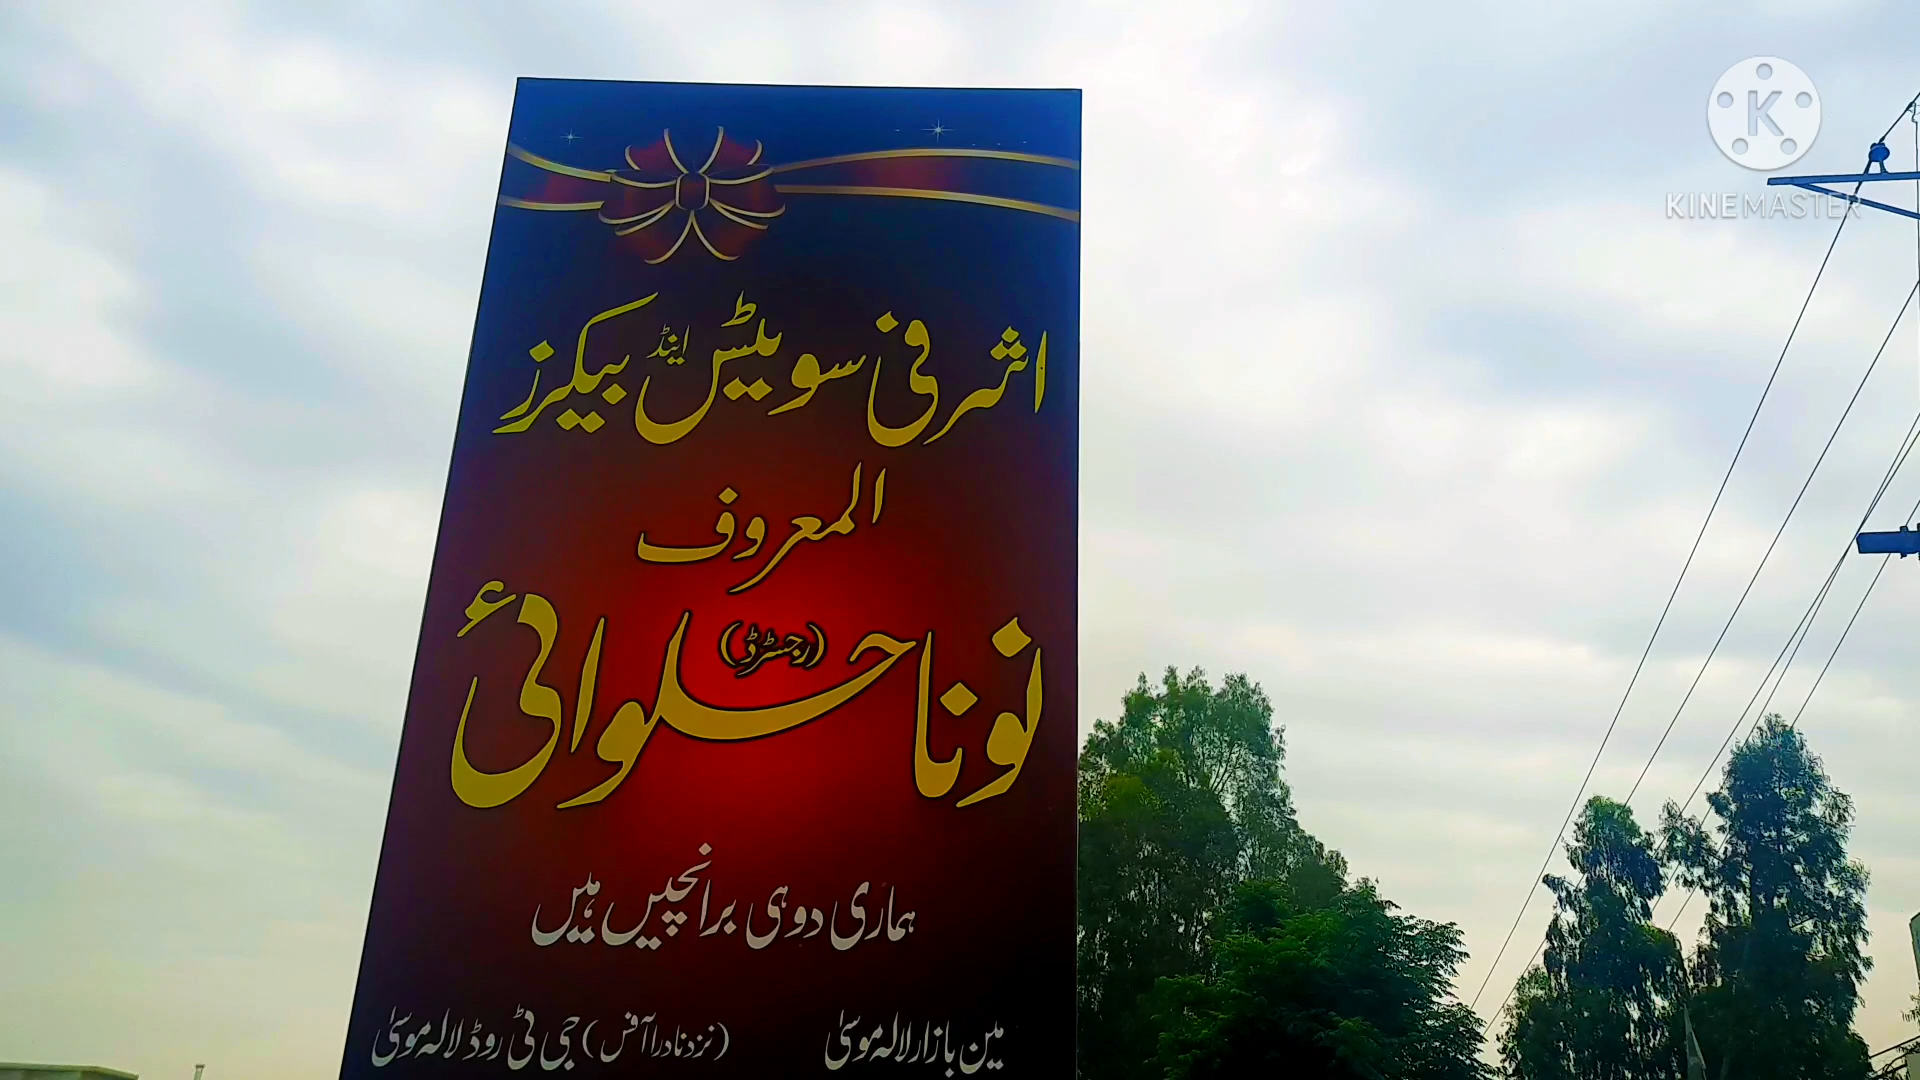 اشرفی سویٹس اینڈ بیکرز
المعروف
نونا حلوائی (رجسٹرڈ)
ہماری دو ہی برانچیں ہیں
مین بازار لالہ موسیٰ
(نزد نادرا آفس) جی ٹی روڈ لالہ موسیٰ
K
KINEMASTER